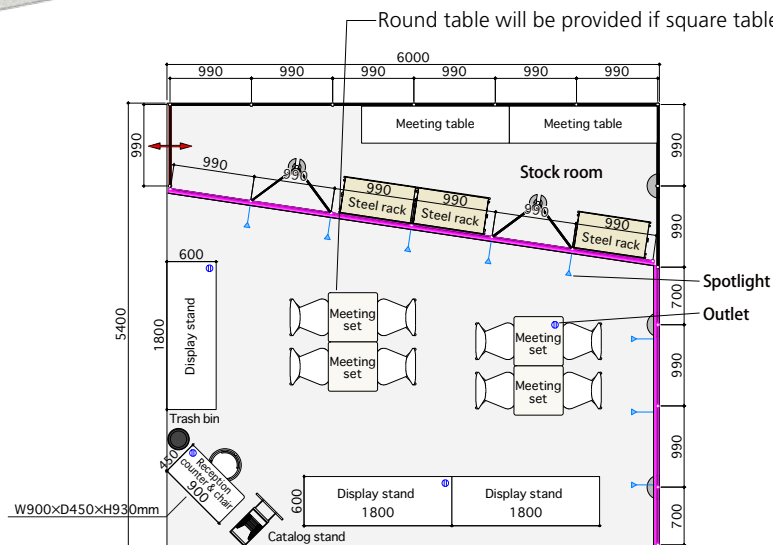 Round table will be provided if square table
6000
990
990
990
990
990
990
Meeting table
Meeting table
990
990
Stock room
990
990
990
990
990
990
Steel rack
Steel rack
Steel rack
990
600
Spotlight
700
Outlet
5400
1800
Display stand
Meeting
set
Meeting
set
Meeting
set
Meeting
set
990
Trash bin
990
450
Reception
counter & chair
900
600
Display stand
1800
Display stand
1800
700
W900×D450×H930mm
Catalog stand